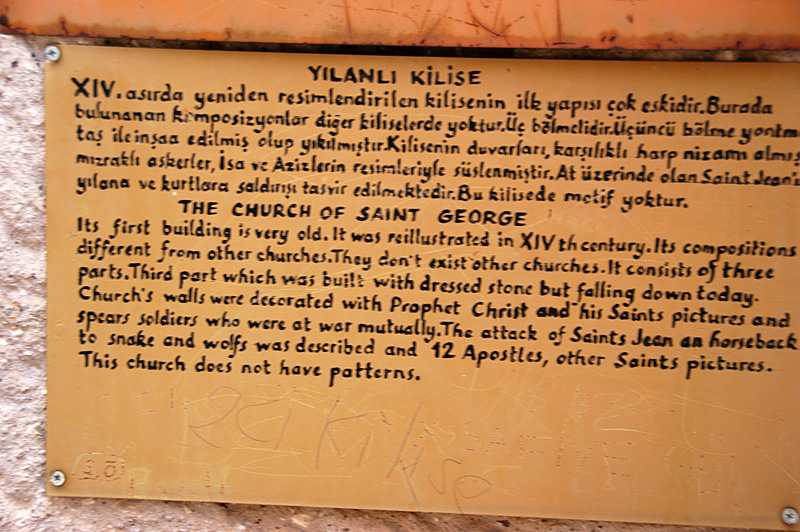 YILANLI KİLİSE
XIV. asırda yeniden resimlendirilen kilisenin ilk yapısı çok eskidir.Burada
bulunanan kompozisyonlar diğer kiliselerde yoktur.Üç bölmelidir.Üçüncü bölme yontma
taş ile inşaa edilmiş olup yıkılmıştır.Kilisenin duvarları, karşılıklı harp nizamı almış
mızraklı askerler, İsa ve Azizlerin resimleriyle süslenmiştir.At üzerinde olan Saint Jean'ın
yılana ve kurtlara saldırışı tasvir edilmektedir.Bu kilisede motif yoktur.
THE CHURCH OF SAINT GEORGE
Its first building is very old. It was reillustrated in XIV th century. Its compositions
different from other churches.They don't exist other churches. It consists of three
parts.Third part which was built with dressed stone but falling down today.
Church's walls were decorated with Prophet Christ and his Saints pictures and
spears soldiers who were at war mutually.The attack of Saints Jean an horseback
to snake and wolfs was described and 12 Apostles, other Saints pictures.
This church does not have patterns.